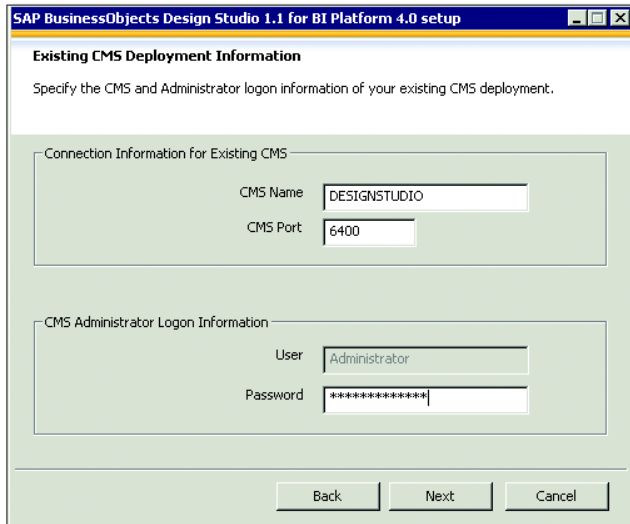 SAP BusinessObjects Design Studio 1.1 for BI Platform 4.0 setup
Existing CMS Deployment Information
Specify the CMS and Administrator logon information of your existing CMS deployment.
Connection Information for Existing CMS
CMS Name DESIGNSTUDIO
CMS Port 6400
CMS Administrator Logon Information
User Administrator
Password *************
Back Next Cancel